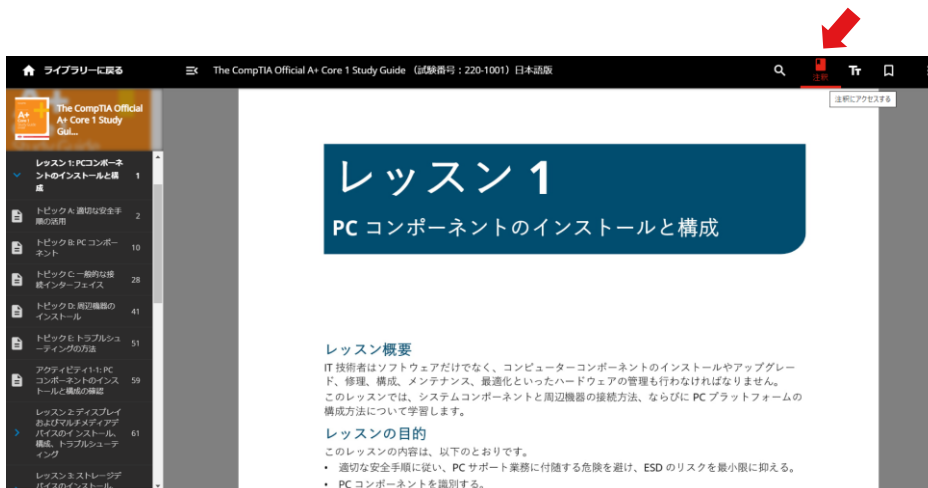 ライブラリーに戻る
The CompTIA Official A+ Core 1 Study Guide（試験番号：220-1001）日本語版
注釈
Tт
注釈にアクセスする
A+
The CompTIA Official
A+ Core 1 Study
Gui...
レッスン 1: PCコンポーネ
ントのインストールと構 1
成
トピック A: 適切な安全手
順の活用 2
トピック B: PC コンポー
ネント 10
トピック C: 一般的な接
続インターフェイス 28
トピック D: 周辺機器の
インストール 41
トピック E: トラブルシュ
ーティングの方法 51
アクティビティ1-1: PC
コンポーネントのインス 59
トールと構成の確認
レッスン 2: ディスプレイ
およびマルチメディアデ
バイスのインストール、 61
構成、トラブルシューテ
ィング
レッスン 3: ストレージデ
バイスのインストール、
レッスン 1
PC コンポーネントのインストールと構成
レッスン概要
IT 技術者はソフトウェアだけでなく、コンピューターコンポーネントのインストールやアップグレー
ド、修理、構成、メンテナンス、最適化といったハードウェアの管理も行わなければなりません。
このレッスンでは、システムコンポーネントと周辺機器の接続方法、ならびに PC プラットフォームの
構成方法について学習します。
レッスンの目的
このレッスンの内容は、以下のとおりです。
• 適切な安全手順に従い、PC サポート業務に付随する危険を避け、ESD のリスクを最小限に抑える。
• PC コンポーネントを識別する。